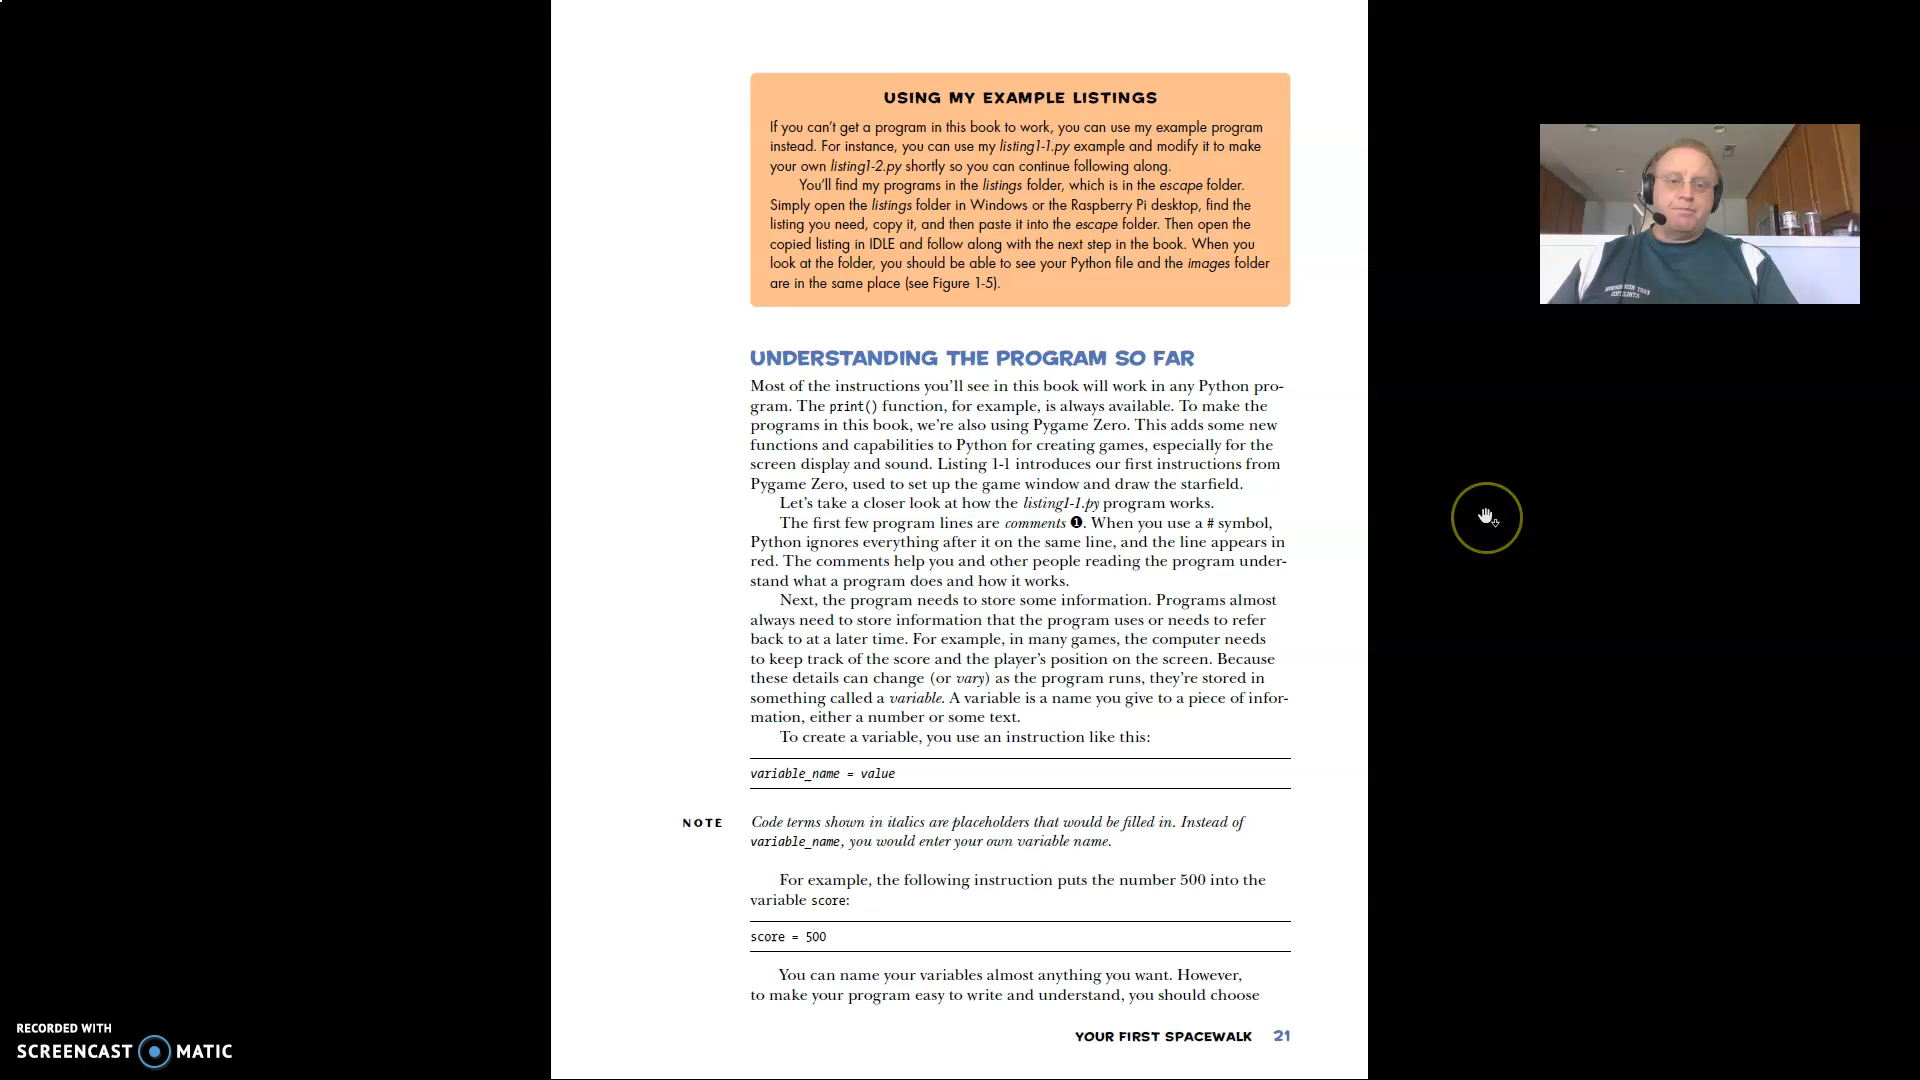 USING MY EXAMPLE LISTINGS
If you can't get a program in this book to work, you can use my example program
instead. For instance, you can use my listing1-1.py example and modify it to make
your own listing1-2.py shortly so you can continue following along.
You'll find my programs in the listings folder, which is in the escape folder.
Simply open the listings folder in Windows or the Raspberry Pi desktop, find the
listing you need, copy it, and then paste it into the escape folder. Then open the
copied listing in IDLE and follow along with the next step in the book. When you
look at the folder, you should be able to see your Python file and the images folder
are in the same place (see Figure 1-5).
UNDERSTANDING THE PROGRAM SO FAR
Most of the instructions you'll see in this book will work in any Python pro-
gram. The print() function, for example, is always available. To make the
programs in this book, we're also using Pygame Zero. This adds some new
functions and capabilities to Python for creating games, especially for the
screen display and sound. Listing 1-1 introduces our first instructions from
Pygame Zero, used to set up the game window and draw the starfield.
Let's take a closer look at how the listing1-1.py program works.
The first few program lines are comments ❶. When you use a # symbol,
Python ignores everything after it on the same line, and the line appears in
red. The comments help you and other people reading the program under-
stand what a program does and how it works.
Next, the program needs to store some information. Programs almost
always need to store information that the program uses or needs to refer
back to at a later time. For example, in many games, the computer needs
to keep track of the score and the player's position on the screen. Because
these details can change (or vary) as the program runs, they're stored in
something called a variable. A variable is a name you give to a piece of infor-
mation, either a number or some text.
To create a variable, you use an instruction like this:
variable_name = value
NOTE Code terms shown in italics are placeholders that would be filled in. Instead of
variable_name, you would enter your own variable name.
For example, the following instruction puts the number 500 into the
variable score:
score = 500
You can name your variables almost anything you want. However,
to make your program easy to write and understand, you should choose
YOUR FIRST SPACEWALK 21
RECORDED WITH
SCREENCAST MATIC